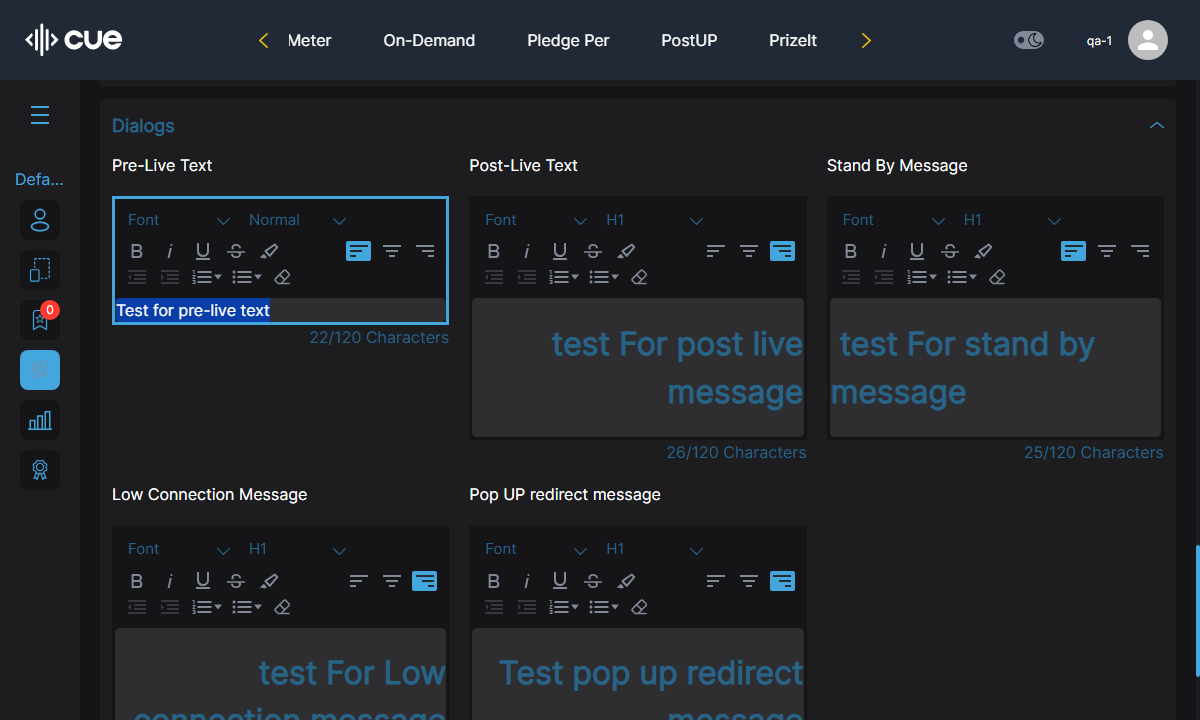 cue
Meter On-Demand Pledge Per PostUP PrizeIt
qa-1
Defa...
0
Dialogs
Pre-Live Text
Font Normal
B i U S
Test for pre-live text
22/120 Characters
Post-Live Text
Font H1
B i U S
test For post live
message
26/120 Characters
Stand By Message
Font H1
B i U S
test For stand by
message
25/120 Characters
Low Connection Message
Font H1
B i U S
test For Low
connection message
Pop UP redirect message
Font H1
B i U S
Test pop up redirect
message